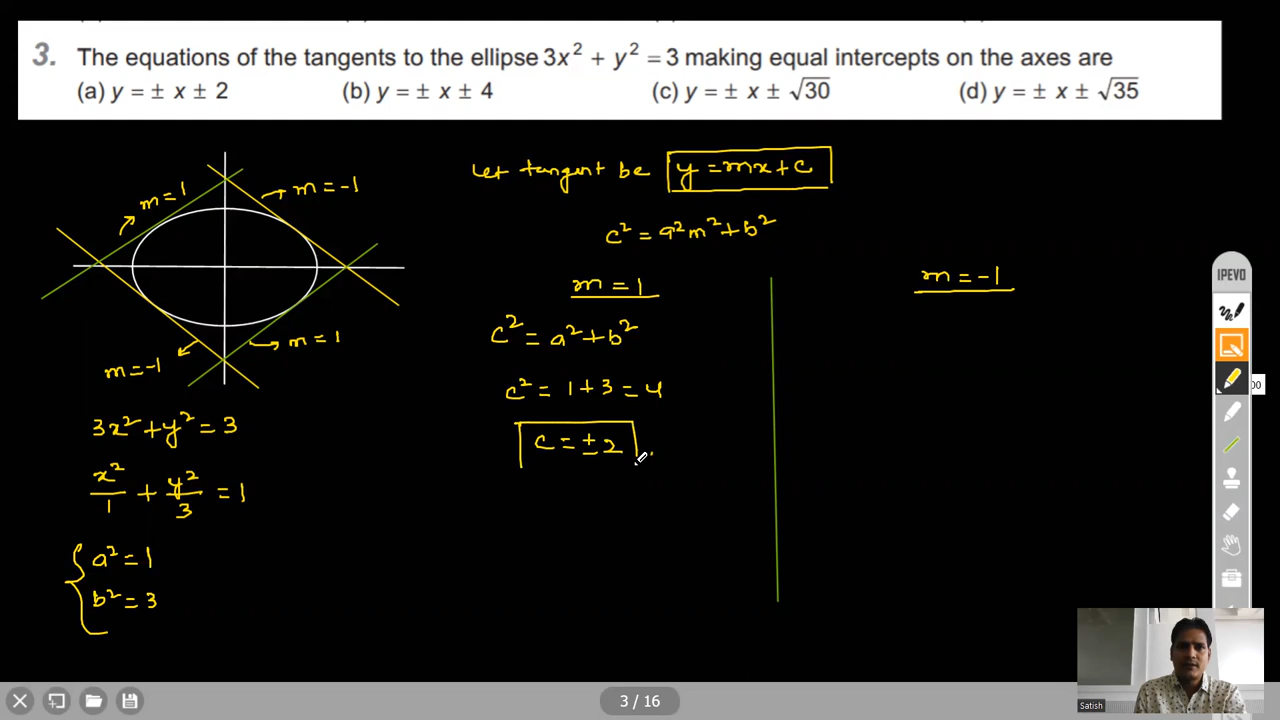 3. The equations of the tangents to the ellipse 3x² + y² = 3 making equal intercepts on the axes are
(a) y = ± x ± 2 (b) y = ± x ± 4 (c) y = ± x ± √30 (d) y = ± x ± √35
Let tangent be y = mx + c
c² = a²m² + b²
m = 1
m = -1
m = 1
m = -1
3x² + y² = 3
x²/1 + y²/3 = 1
a² = 1
b² = 3
m = 1
c² = a² + b²
c² = 1 + 3 = 4
c = ± 2
m = -1
IPEVO
00
3 / 16
Satish